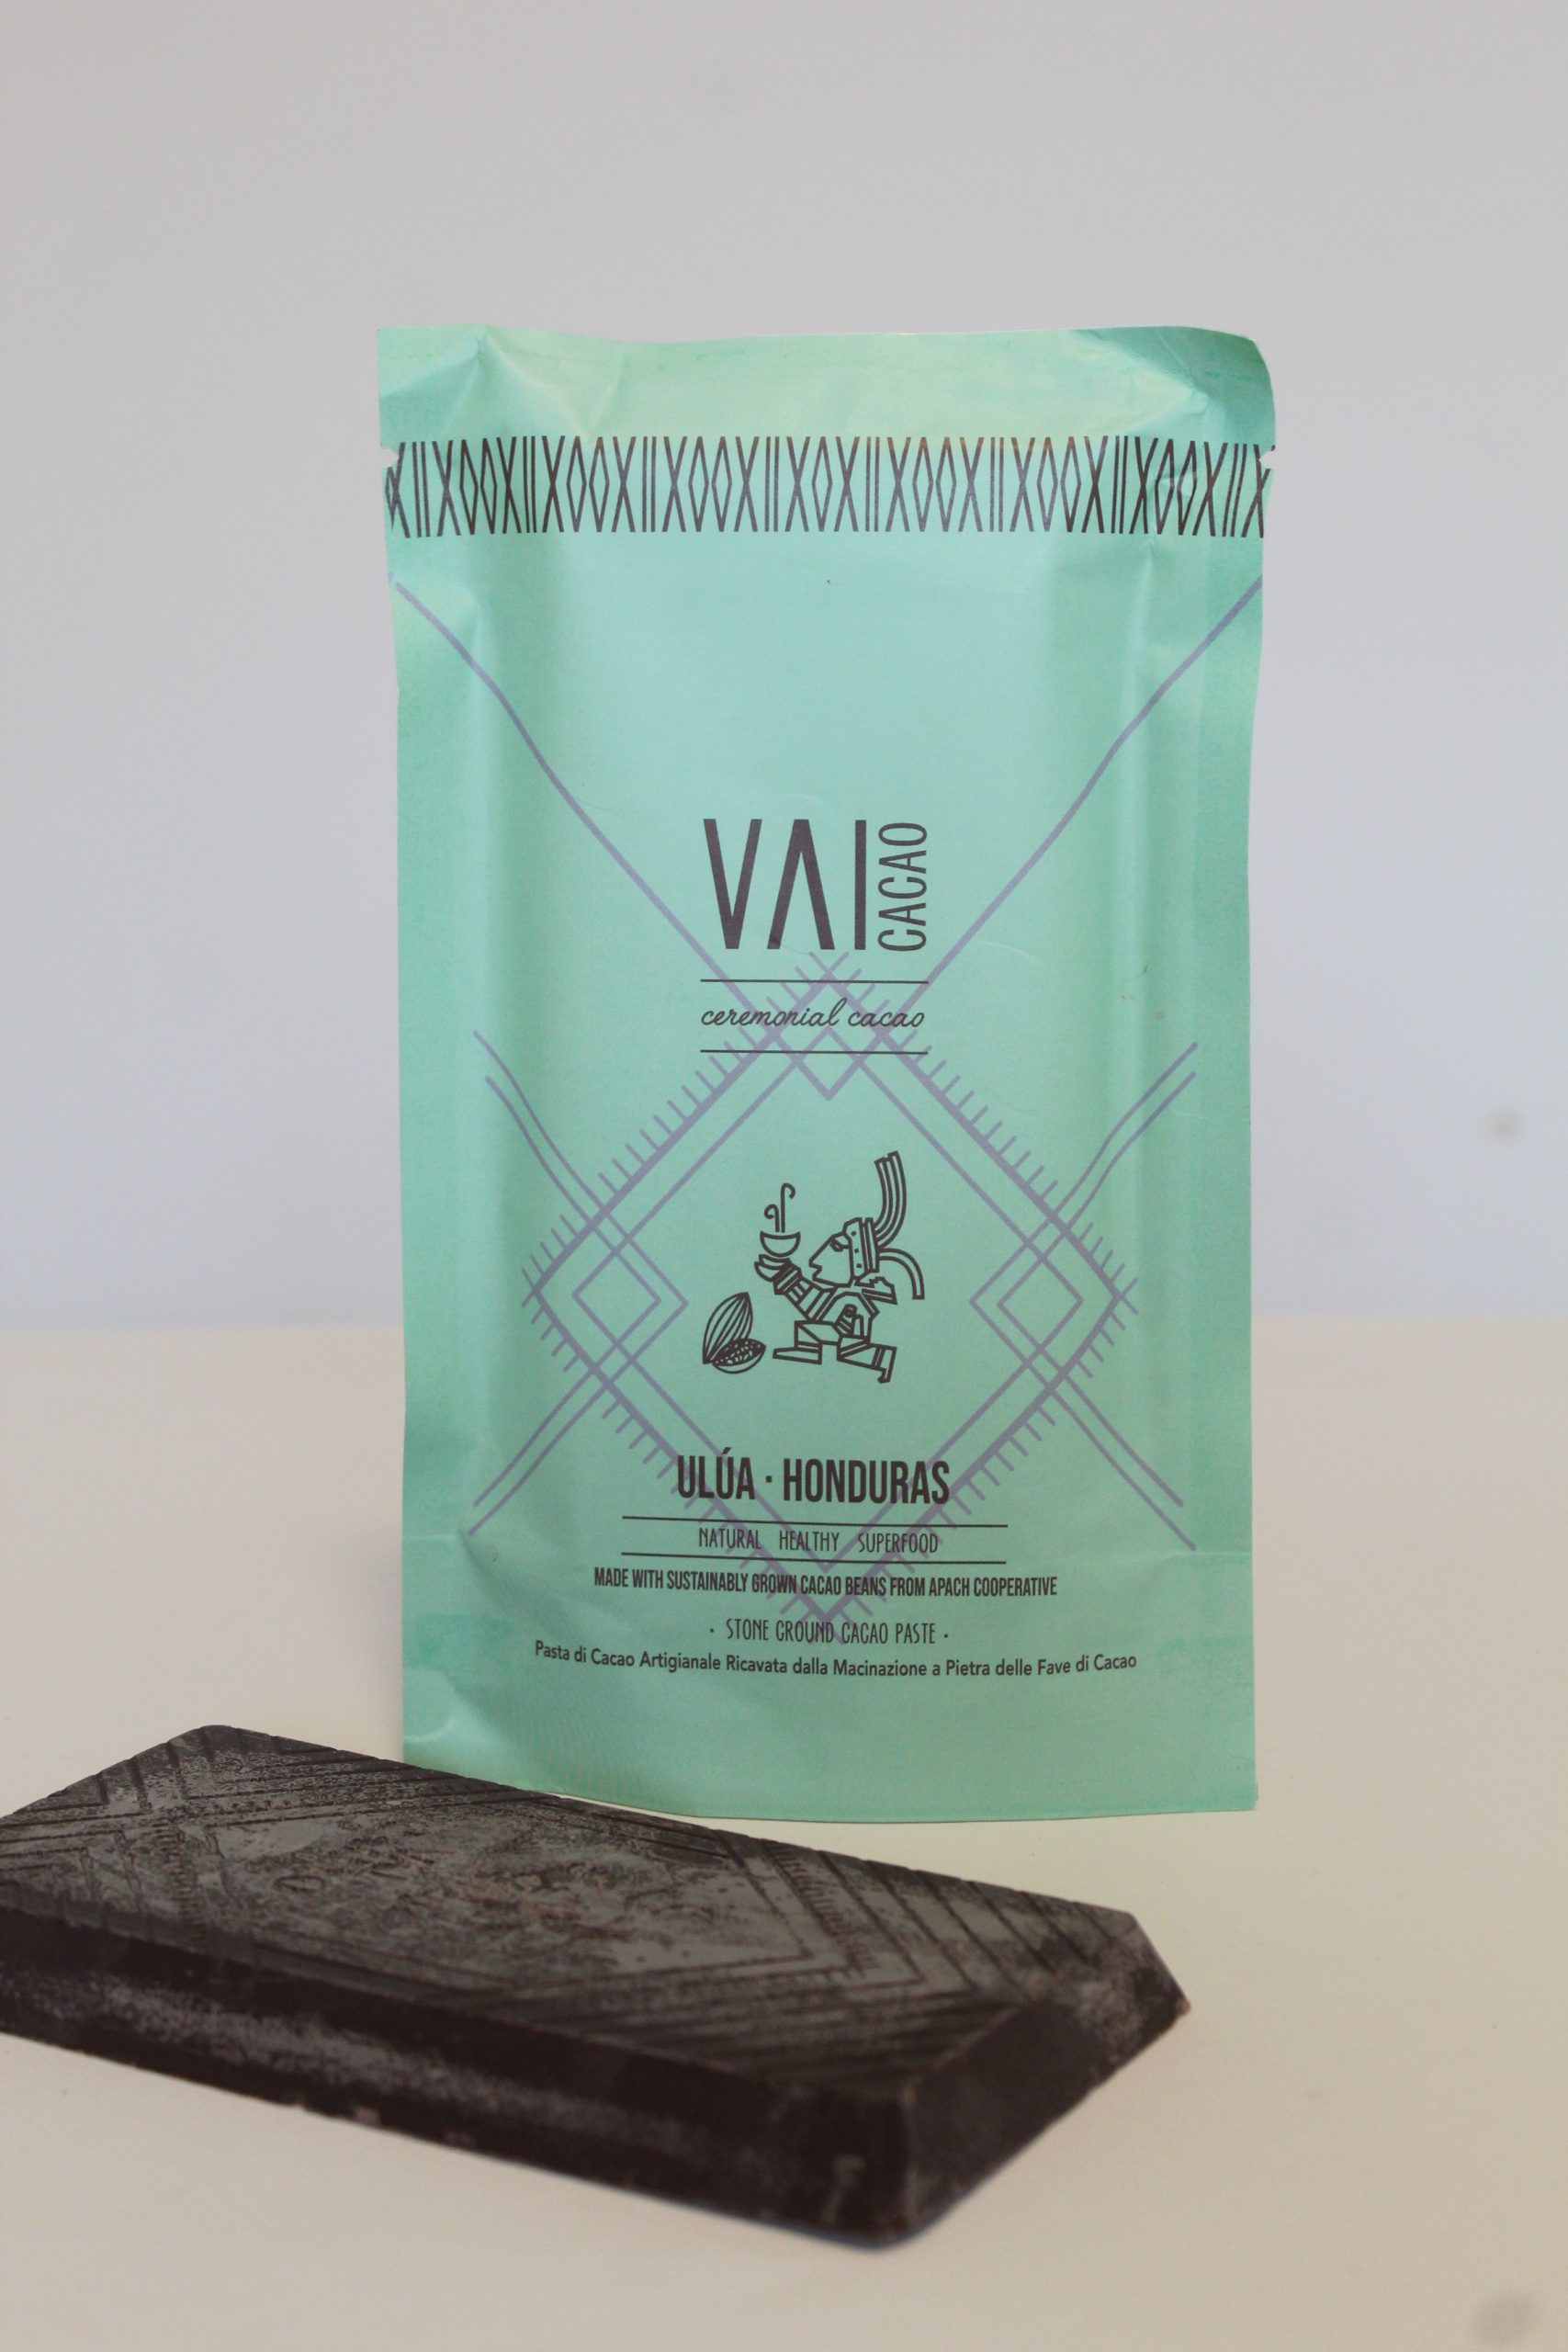 VAI CACAO
ceremonial cacao
ULÚA · HONDURAS
NATURAL HEALTHY SUPERFOOD
MADE WITH SUSTAINABLY GROWN CACAO BEANS FROM APACH COOPERATIVE
· STONE GROUND CACAO PASTE ·
Pasta di Cacao Artigianale Ricavata dalla Macinazione a Pietra delle Fave di Cacao